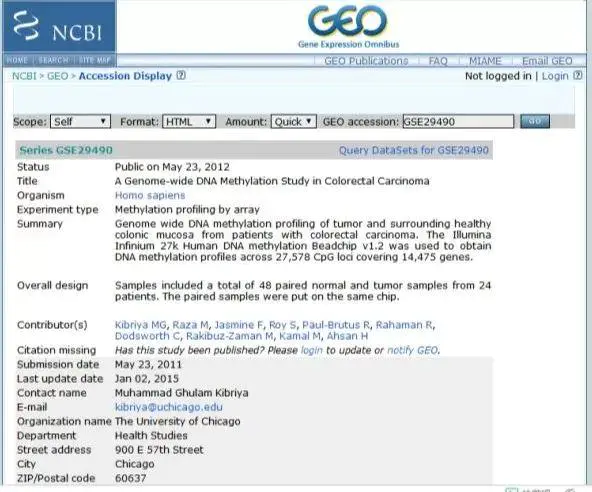 NCBI
GEO
Gene Expression Omnibus
HOME SEARCH SITE MAP
GEO Publications FAQ MIAME Email GEO
NCBI > GEO > Accession Display ?
Not logged in | Login ?
Scope: Self Format: HTML Amount: Quick GEO accession: GSE29490 GO
Series GSE29490 Query DataSets for GSE29490
Status Public on May 23, 2012
Title A Genome-wide DNA Methylation Study in Colorectal Carcinoma
Organism Homo sapiens
Experiment type Methylation profiling by array
Summary Genome wide DNA methylation profiling of tumor and surrounding healthy
colonic mucosa from patients with colorectal carcinoma. The Illumina
Infinium 27k Human DNA methylation Beadchip v1.2 was used to obtain
DNA methylation profiles across 27,578 CpG loci covering 14,475 genes.
Overall design Samples included a total of 48 paired normal and tumor samples from 24
patients. The paired samples were put on the same chip.
Contributor(s) Kibriya MG, Raza M, Jasmine F, Roy S, Paul-Brutus R, Rahaman R,
Dodsworth C, Rakibuz-Zaman M, Kamal M, Ahsan H
Citation missing Has this study been published? Please login to update or notify GEO.
Submission date May 23, 2011
Last update date Jan 02, 2015
Contact name Muhammad Ghulam Kibriya
E-mail kibriya@uchicago.edu
Organization name The University of Chicago
Department Health Studies
Street address 900 E 57th Street
City Chicago
ZIP/Postal code 60637